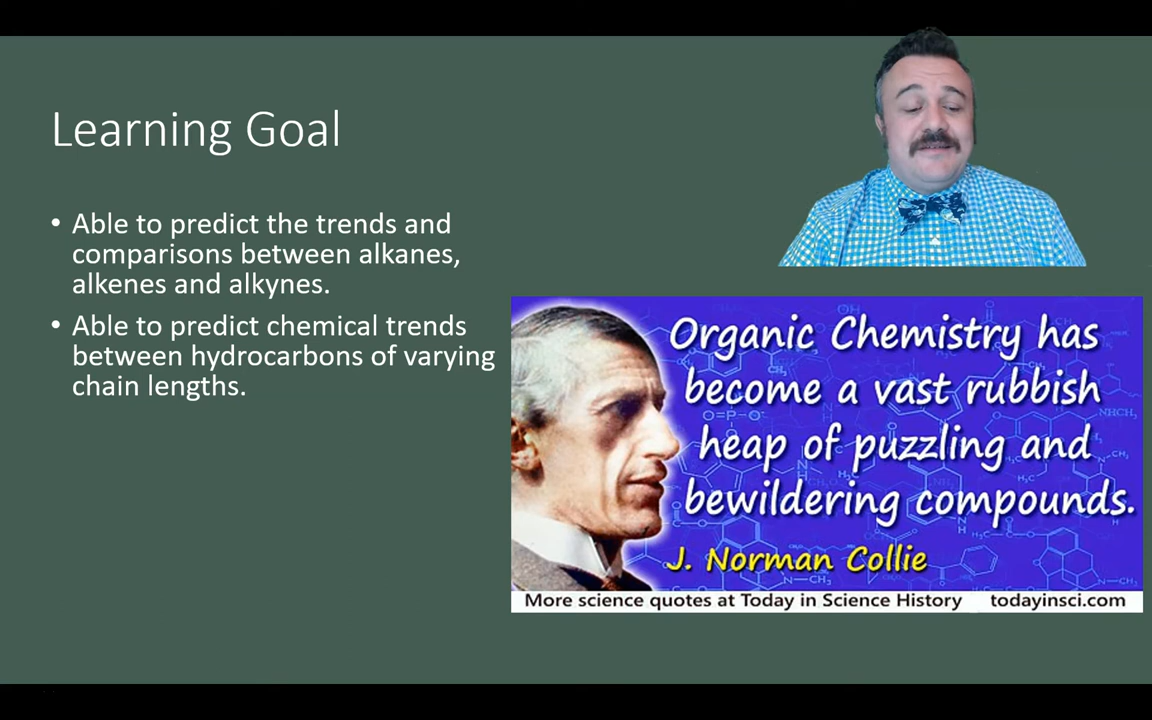 Learning Goal
• Able to predict the trends and
comparisons between alkanes,
alkenes and alkynes.
• Able to predict chemical trends
between hydrocarbons of varying
chain lengths.
Organic Chemistry has
become a vast rubbish
heap of puzzling and
bewildering compounds.
J. Norman Collie
More science quotes at Today in Science History todayinsci.com